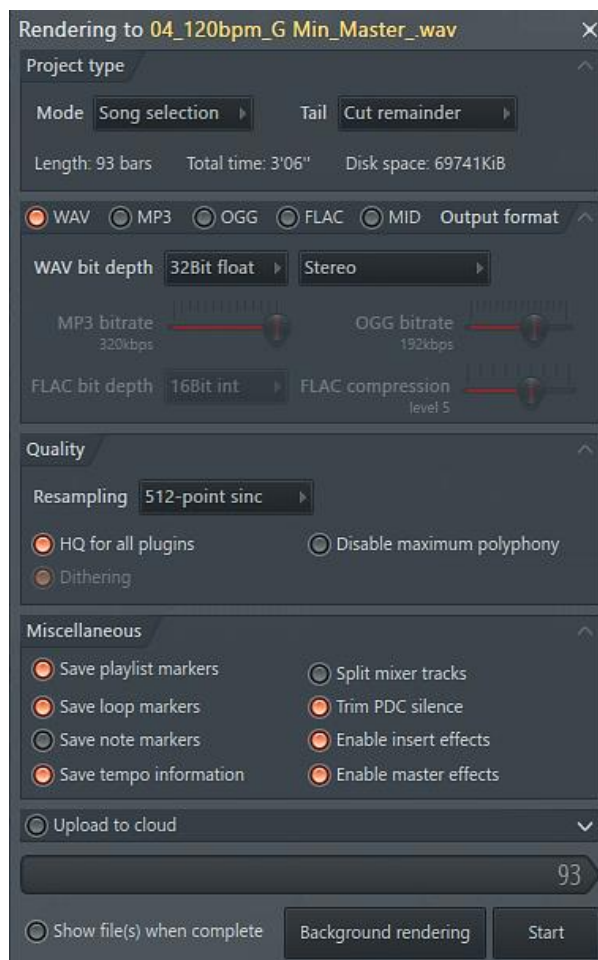 Rendering to 04_120bpm_G Min_Master_.wav
Project type
Mode Song selection Tail Cut remainder
Length: 93 bars Total time: 3'06" Disk space: 69741KiB
WAV MP3 OGG FLAC MID Output format
WAV bit depth 32Bit float Stereo
MP3 bitrate OGG bitrate
320kbps 192kbps
FLAC bit depth 16Bit int FLAC compression
level 5
Quality
Resampling 512-point sinc
HQ for all plugins Disable maximum polyphony
Dithering
Miscellaneous
Save playlist markers Split mixer tracks
Save loop markers Trim PDC silence
Save note markers Enable insert effects
Save tempo information Enable master effects
Upload to cloud
93
Show file(s) when complete Background rendering Start